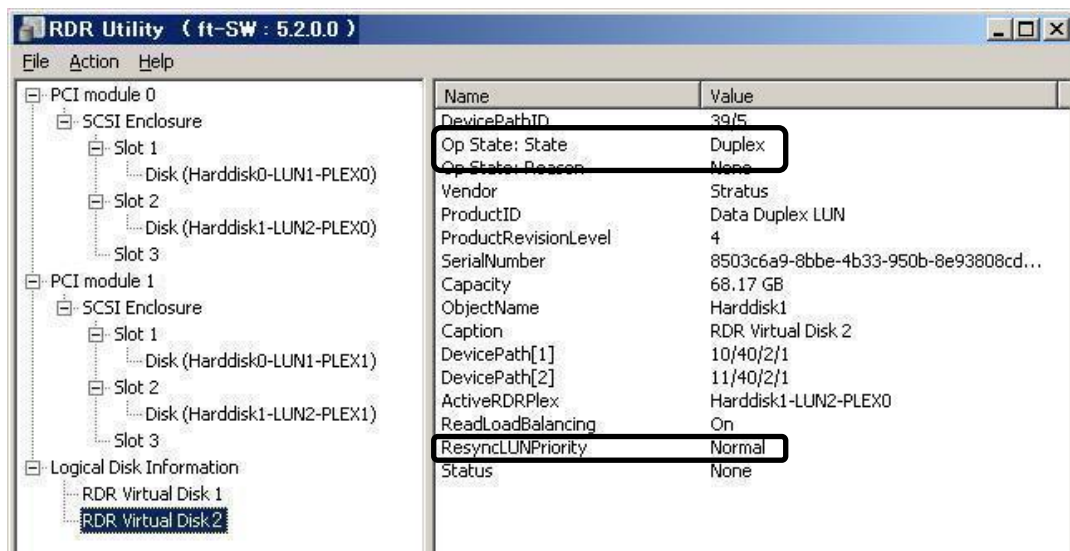 RDR Utility ( ft-SW : 5.2.0.0 )
File Action Help
PCI module 0
SCSI Enclosure
Slot 1
Disk (Harddisk0-LUN1-PLEX0)
Slot 2
Disk (Harddisk1-LUN2-PLEX0)
Slot 3
PCI module 1
SCSI Enclosure
Slot 1
Disk (Harddisk0-LUN1-PLEX1)
Slot 2
Disk (Harddisk1-LUN2-PLEX1)
Slot 3
Logical Disk Information
RDR Virtual Disk 1
RDR Virtual Disk 2
Name Value
DevicePathID 39/5
Op State: State Duplex
Op State: Reason None
Vendor Stratus
ProductID Data Duplex LUN
ProductRevisionLevel 4
SerialNumber 8503c6a9-8bbe-4b33-950b-8e93808cd...
Capacity 68.17 GB
ObjectName Harddisk1
Caption RDR Virtual Disk 2
DevicePath[1] 10/40/2/1
DevicePath[2] 11/40/2/1
ActiveRDRPlex Harddisk1-LUN2-PLEX0
ReadLoadBalancing On
ResyncLUNPriority Normal
Status None